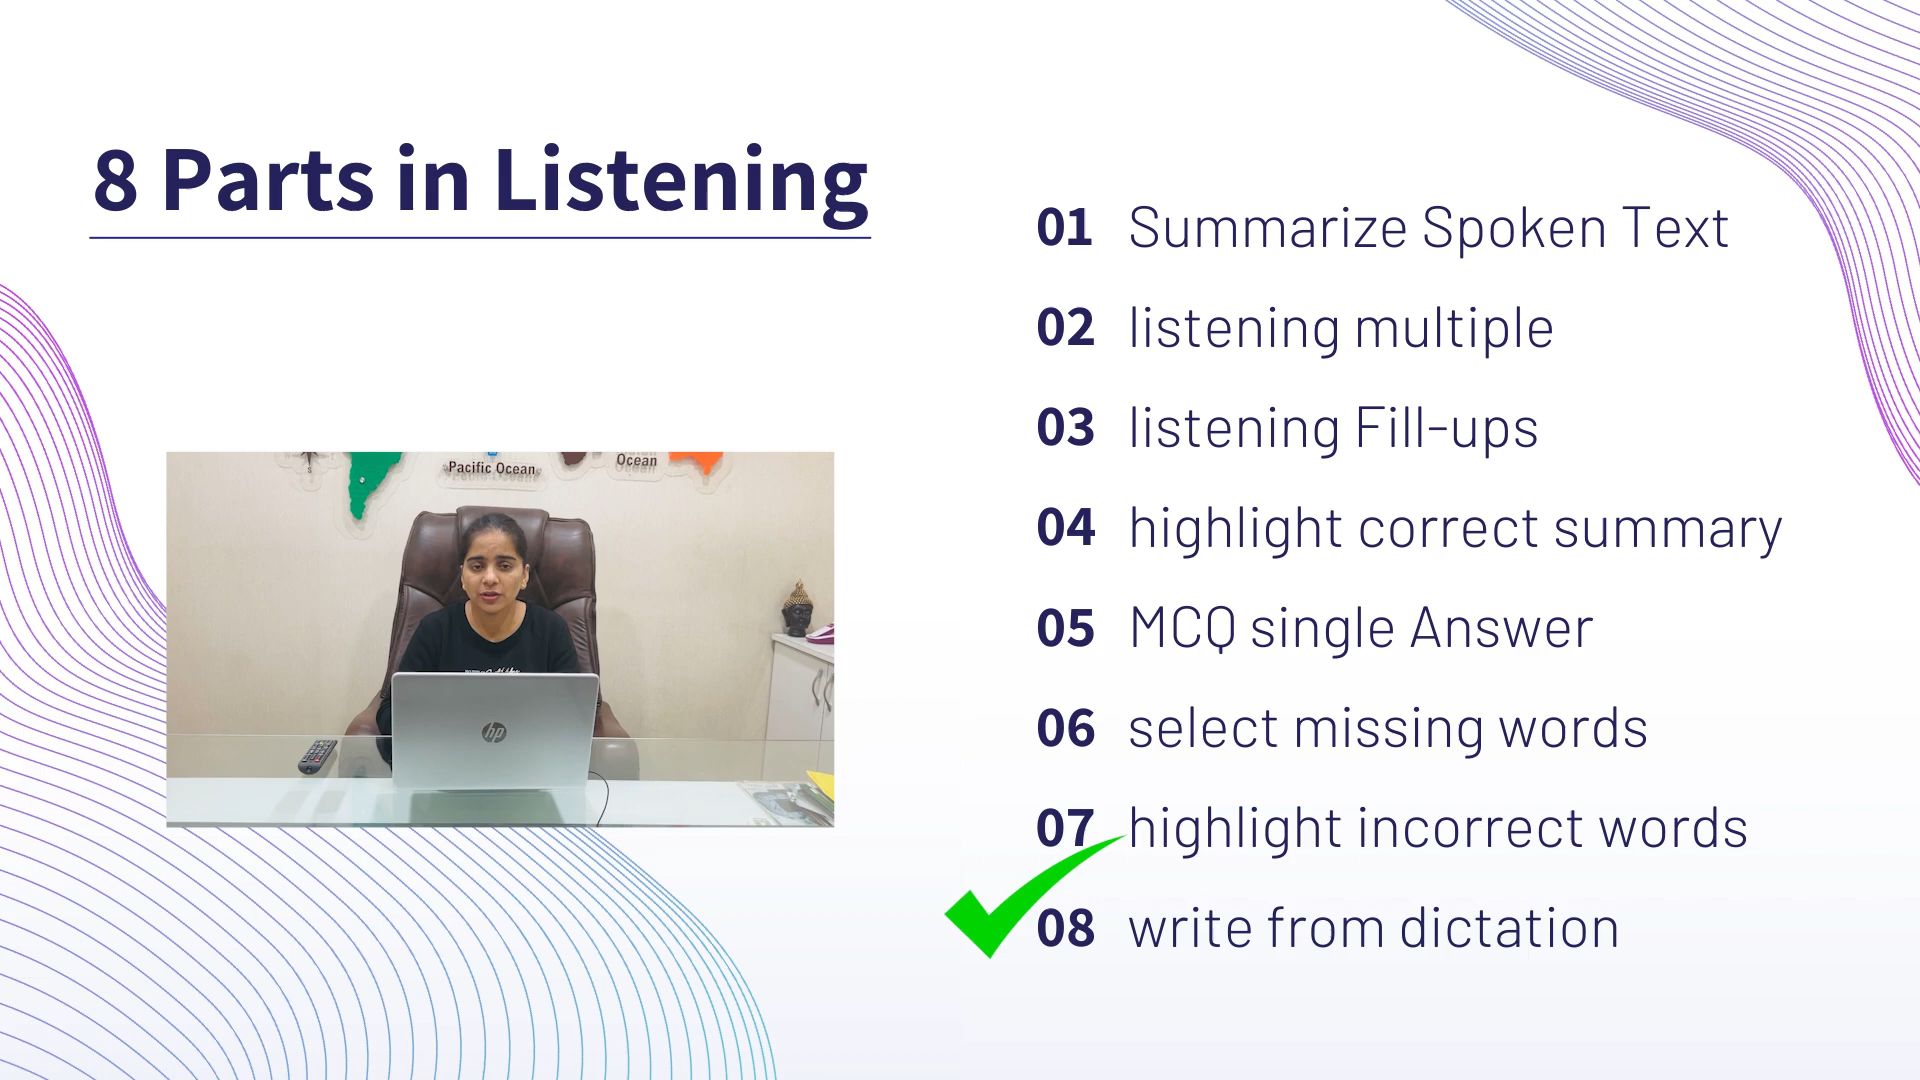 8 Parts in Listening
01 Summarize Spoken Text
02 listening multiple
03 listening Fill-ups
04 highlight correct summary
05 MCQ single Answer
06 select missing words
07 highlight incorrect words
08 write from dictation
Pacific Ocean
Ocean
hp